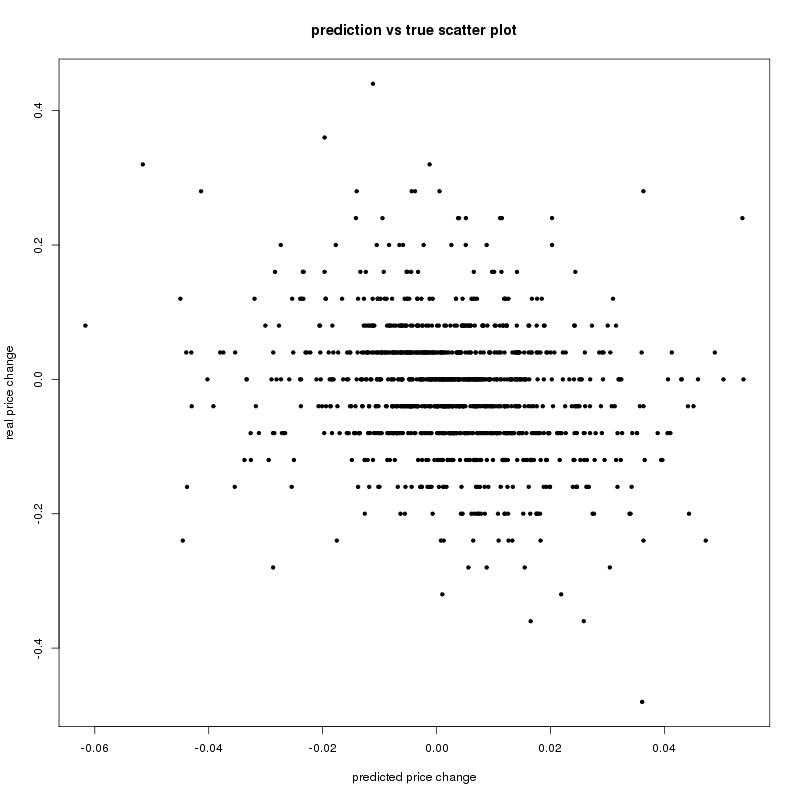 prediction vs true scatter plot
0.4
0.2
0.0
-0.2
-0.4
real price change
-0.06 -0.04 -0.02 0.00 0.02 0.04
predicted price change